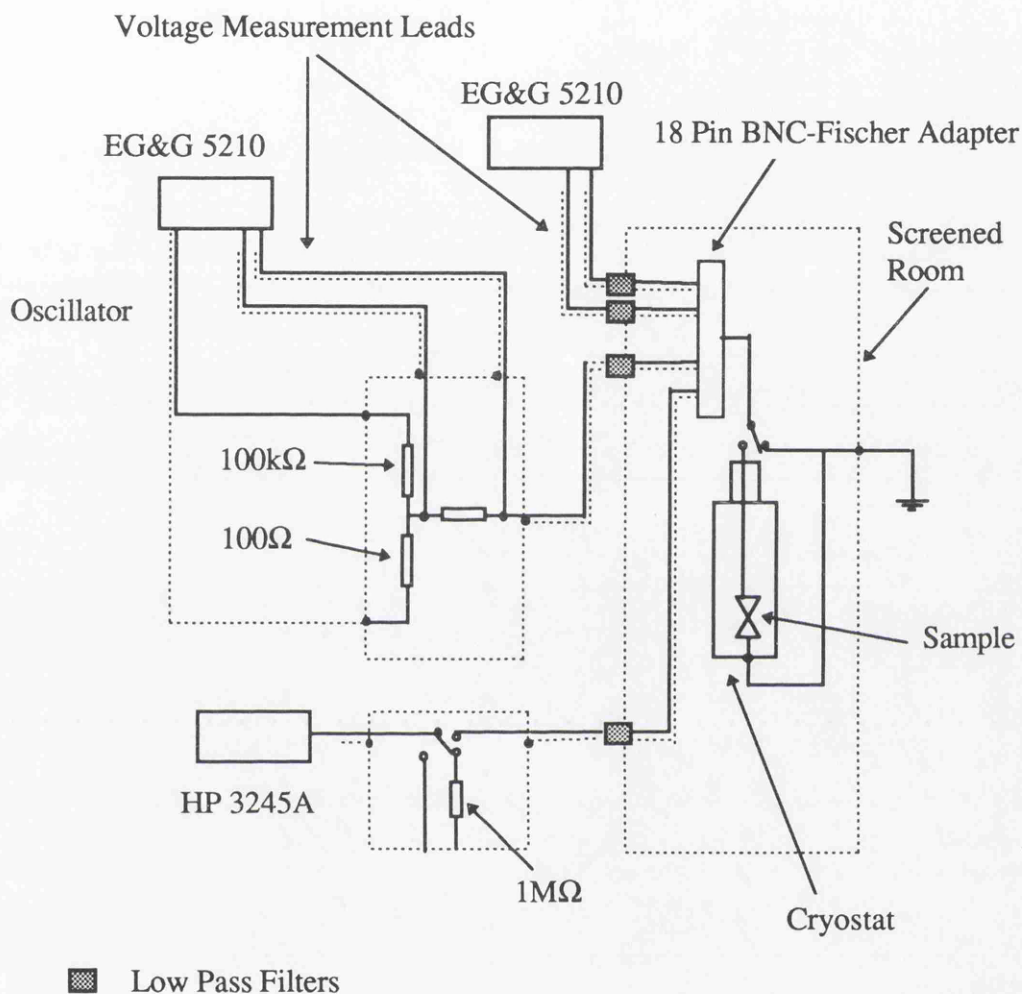 Voltage Measurement Leads
EG&G 5210
18 Pin BNC-Fischer Adapter
EG&G 5210
Screened
Room
Oscillator
100kΩ
100Ω
Sample
HP 3245A
1MΩ
Cryostat
Low Pass Filters